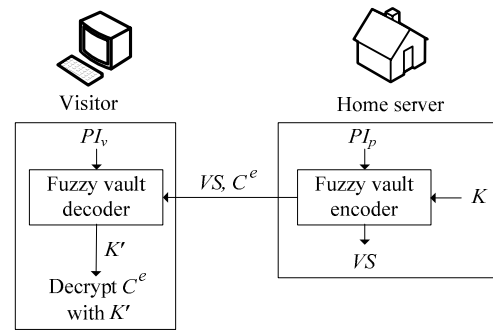 Visitor
Home server
PI_v
PI_p
Fuzzy vault
decoder
VS, C^e
Fuzzy vault
encoder
K
K′
VS
Decrypt C^e
with K′